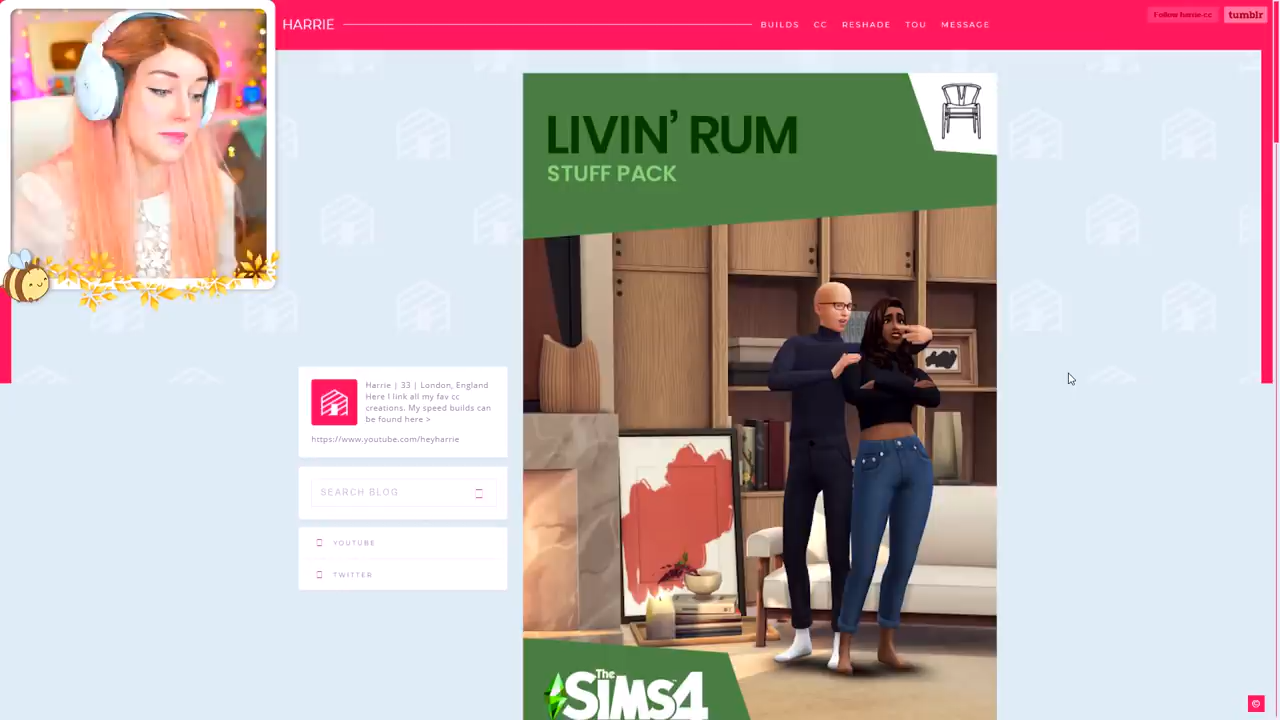 HARRIE
BUILDS CC RESHADE TOU MESSAGE
Follow harrie-cc
tumblr
LIVIN' RUM
STUFF PACK
Harrie | 33 | London, England
Here I link all my fav cc
creations. My speed builds can
be found here >
https://www.youtube.com/heyharrie
SEARCH BLOG
YOUTUBE
TWITTER
The
SIMS4
©